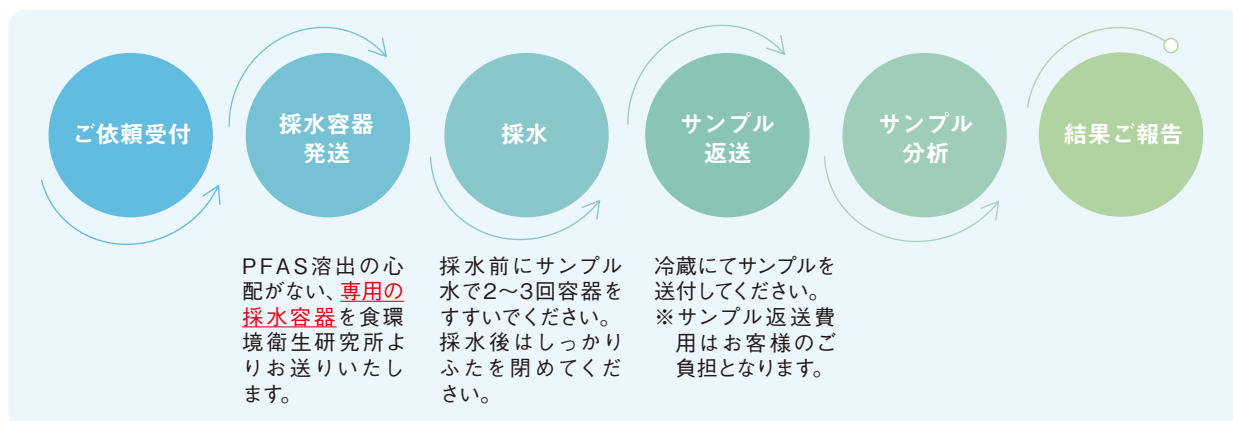 ご依頼受付
採水容器
発送
採水
サンプル
返送
サンプル
分析
結果ご報告
PFAS溶出の心
配がない、専用の
採水容器を食環
境衛生研究所よ
りお送りいたし
ます。
採水前にサンプル
水で2〜3回容器を
すすいでください。
採水後はしっかり
ふたを閉めてくだ
さい。
冷蔵にてサンプルを
送付してください。
※サンプル返送費
用はお客様のご
負担となります。